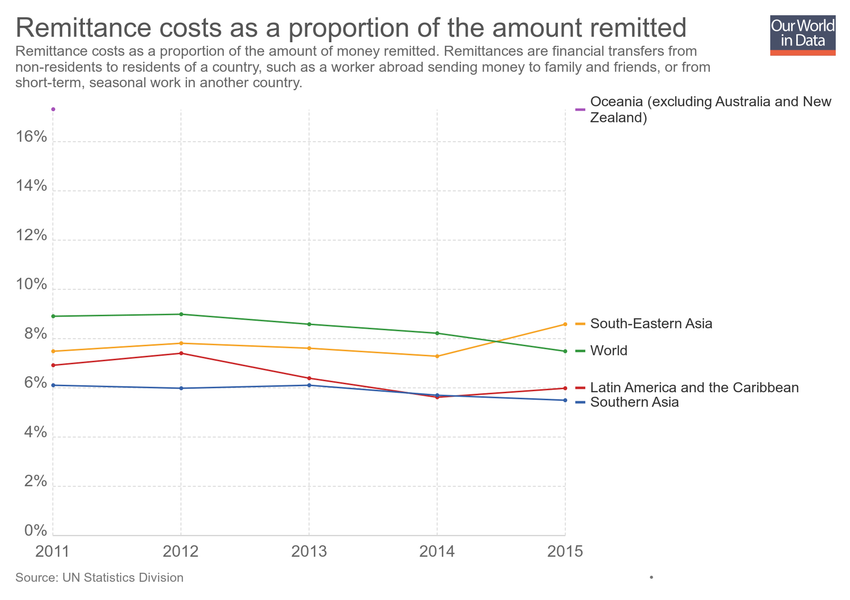 Remittance costs as a proportion of the amount remitted
Our World
in Data
Remittance costs as a proportion of the amount of money remitted. Remittances are financial transfers from
non-residents to residents of a country, such as a worker abroad sending money to family and friends, or from
short-term, seasonal work in another country.
Oceania (excluding Australia and New
Zealand)
16%
14%
12%
10%
8%
6%
4%
2%
0%
South-Eastern Asia
World
Latin America and the Caribbean
Southern Asia
2011
2012
2013
2014
2015
Source: UN Statistics Division
•